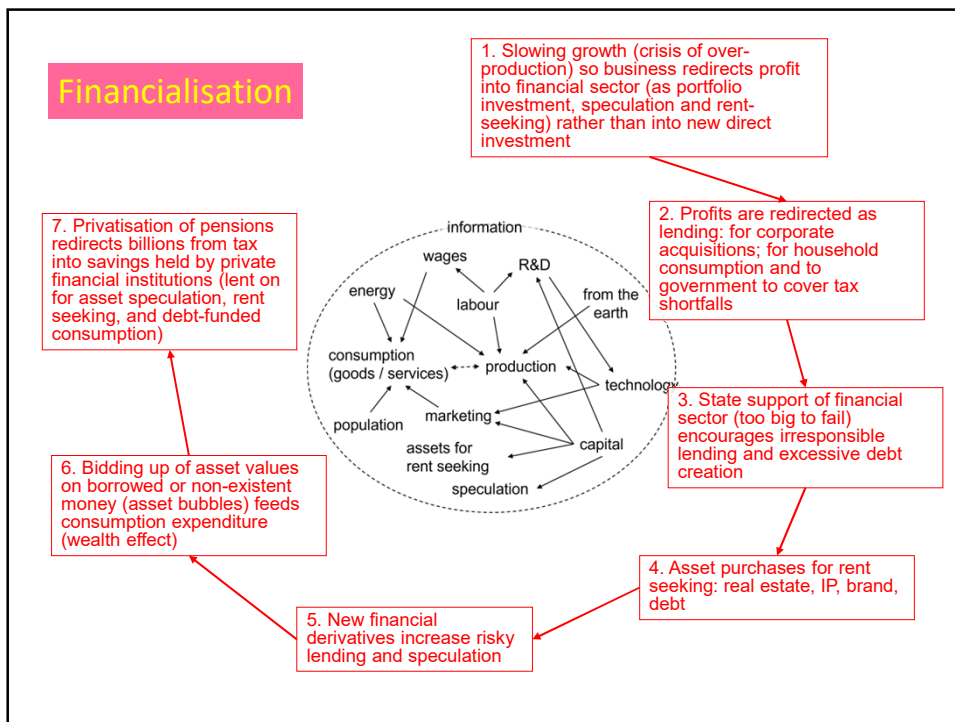 Financialisation
1. Slowing growth (crisis of over-
production) so business redirects profit
into financial sector (as portfolio
investment, speculation and rent-
seeking) rather than into new direct
investment
2. Profits are redirected as
lending: for corporate
acquisitions; for household
consumption and to
government to cover tax
shortfalls
3. State support of financial
sector (too big to fail)
encourages irresponsible
lending and excessive debt
creation
4. Asset purchases for rent
seeking: real estate, IP, brand,
debt
5. New financial
derivatives increase risky
lending and speculation
6. Bidding up of asset values
on borrowed or non-existent
money (asset bubbles) feeds
consumption expenditure
(wealth effect)
7. Privatisation of pensions
redirects billions from tax
into savings held by private
financial institutions (lent on
for asset speculation, rent
seeking, and debt-funded
consumption)
information
wages
R&D
energy
labour
from the
earth
consumption
(goods / services)
production
technology
population
marketing
assets for
rent seeking
capital
speculation